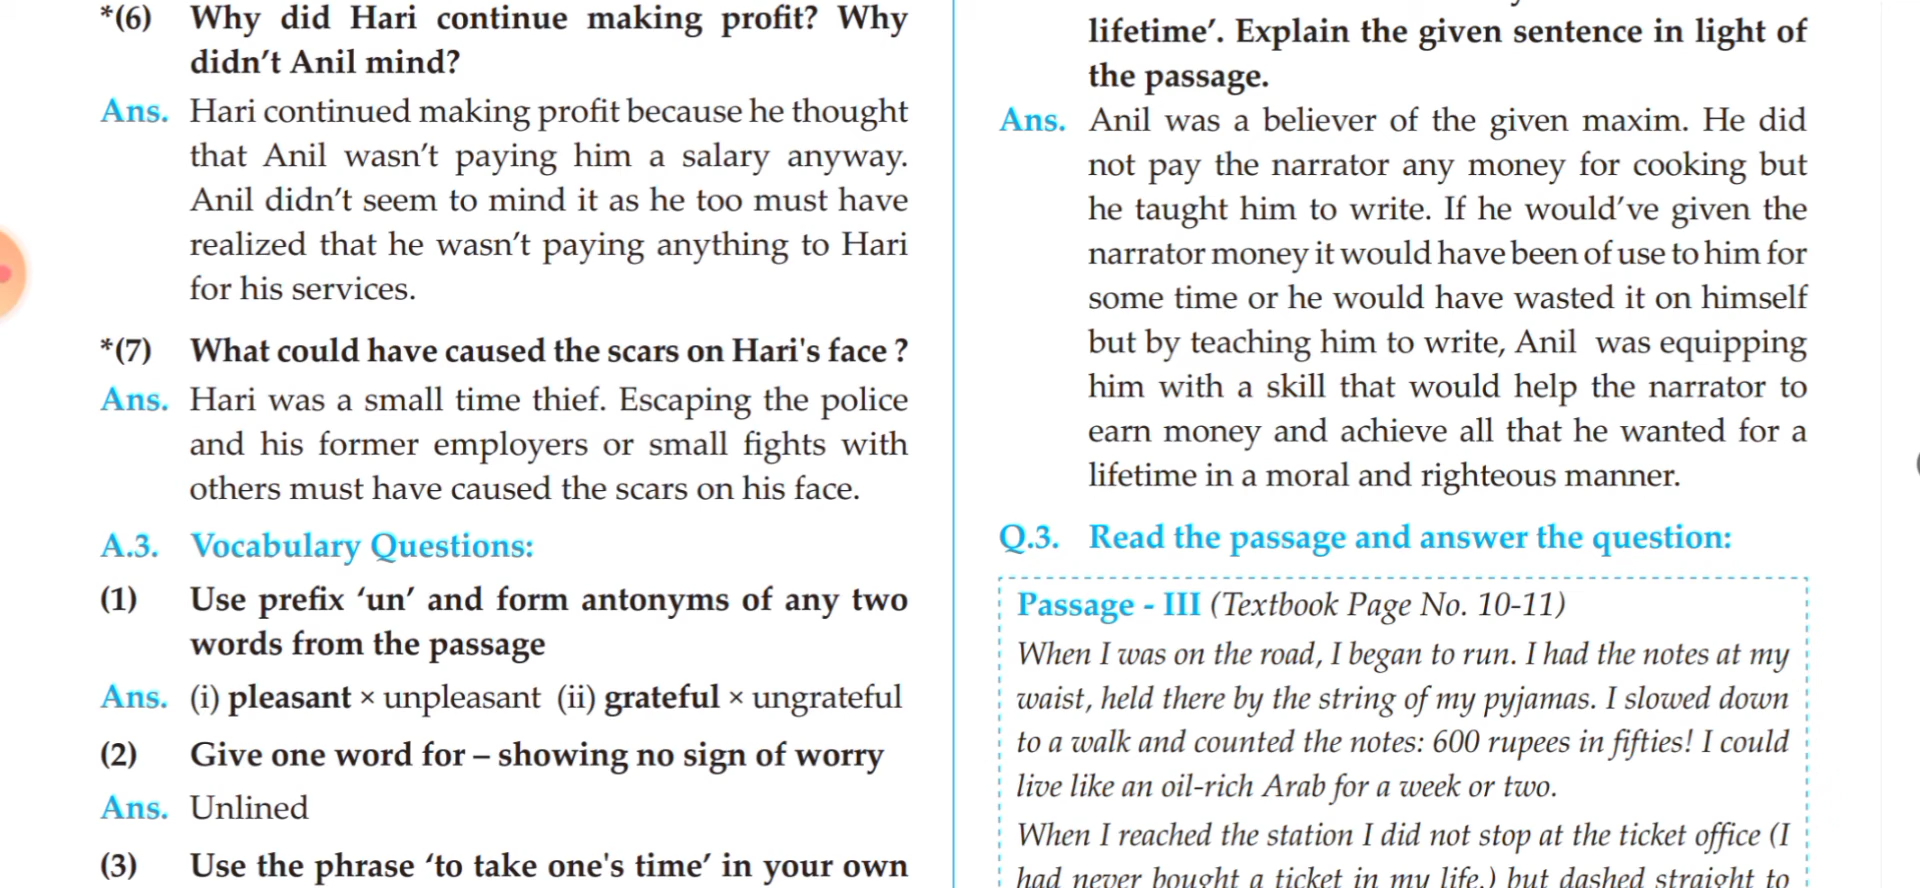 *(6) Why did Hari continue making profit? Why
didn't Anil mind?
Ans. Hari continued making profit because he thought
that Anil wasn't paying him a salary anyway.
Anil didn't seem to mind it as he too must have
realized that he wasn't paying anything to Hari
for his services.
*(7) What could have caused the scars on Hari's face ?
Ans. Hari was a small time thief. Escaping the police
and his former employers or small fights with
others must have caused the scars on his face.
A.3. Vocabulary Questions:
(1) Use prefix 'un' and form antonyms of any two
words from the passage
Ans. (i) pleasant × unpleasant (ii) grateful × ungrateful
(2) Give one word for – showing no sign of worry
Ans. Unlined
(3) Use the phrase 'to take one's time' in your own
lifetime'. Explain the given sentence in light of
the passage.
Ans. Anil was a believer of the given maxim. He did
not pay the narrator any money for cooking but
he taught him to write. If he would've given the
narrator money it would have been of use to him for
some time or he would have wasted it on himself
but by teaching him to write, Anil was equipping
him with a skill that would help the narrator to
earn money and achieve all that he wanted for a
lifetime in a moral and righteous manner.
Q.3. Read the passage and answer the question:
Passage - III (Textbook Page No. 10-11)
When I was on the road, I began to run. I had the notes at my
waist, held there by the string of my pyjamas. I slowed down
to a walk and counted the notes: 600 rupees in fifties! I could
live like an oil-rich Arab for a week or two.
When I reached the station I did not stop at the ticket office (I
had never bought a ticket in my life.) but dashed straight to